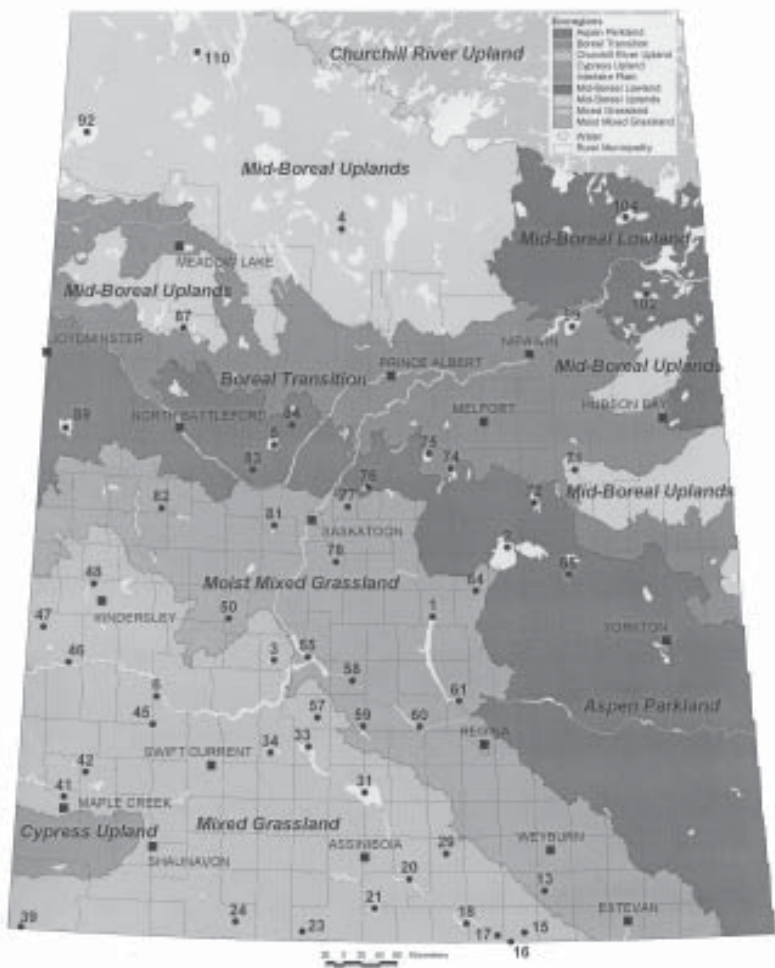 Ecoregions
Aspen Parkland
Boreal Transition
Churchill River Upland
Cypress Upland
Interlake Plain
Mid-Boreal Lowland
Mid-Boreal Uplands
Mixed Grassland
Moist Mixed Grassland
Water
Rural Municipality
110
Churchill River Upland
92
Mid-Boreal Uplands
4
104
Mid-Boreal Lowland
MEADOW LAKE
Mid-Boreal Uplands
102
87
99
LLOYDMINSTER
NIPAWIN
PRINCE ALBERT
Mid-Boreal Uplands
Boreal Transition
89
NORTH BATTLEFORD
84
MELFORT
HUDSON BAY
5
75
74
83
71
76
Mid-Boreal Uplands
82
77
72
81
SASKATOON
2
78
65
48
Moist Mixed Grassland
64
KINDERSLEY
50
1
47
YORKTON
46
3
55
58
6
61
Aspen Parkland
45
57
59
60
33
REGINA
34
SWIFT CURRENT
42
31
41
MAPLE CREEK
Cypress Upland
Mixed Grassland
SHAUNAVON
ASSINIBOIA
29
WEYBURN
20
13
21
39
24
23
18
ESTEVAN
17
15
16
Kilometers